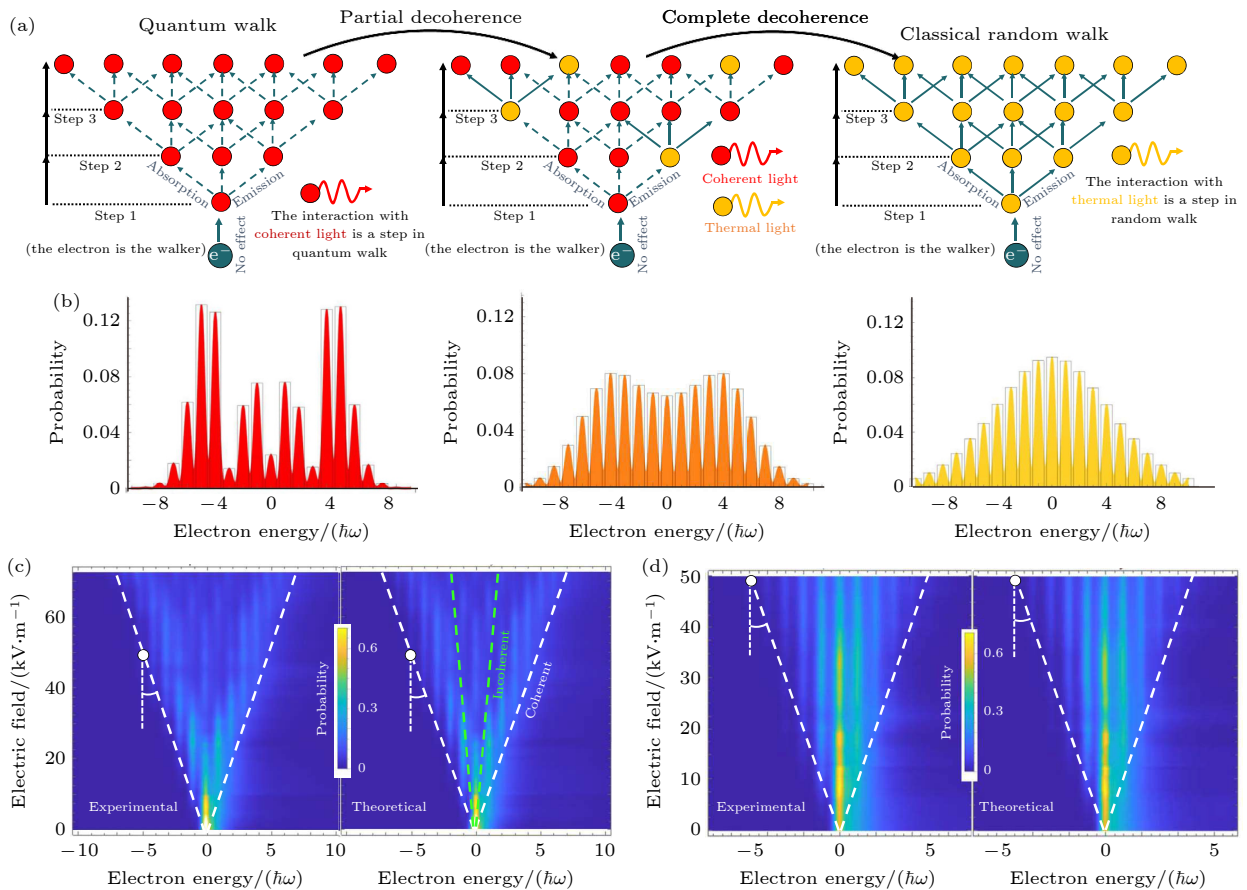 (a)
Quantum walk
Partial decoherence
Complete decoherence
Classical random walk
Step 3
Step 2
Step 1
Absorption
Emission
The interaction with
coherent light is a step in
quantum walk
(the electron is the walker)
e−
No effect
Step 3
Step 2
Step 1
Absorption
Emission
Coherent light
Thermal light
(the electron is the walker)
e−
No effect
Step 3
Step 2
Step 1
Absorption
Emission
The interaction with
thermal light is a step in
random walk
(the electron is the walker)
e−
No effect
(b)
Probability
0.12
0.08
0.04
0
−8 −4 0 4 8
Electron energy/(ℏω)
Probability
0.12
0.08
0.04
0
−8 −4 0 4 8
Electron energy/(ℏω)
Probability
0.12
0.08
0.04
0
−8 −4 0 4 8
Electron energy/(ℏω)
(c)
Electric field/(kV·m⁻¹)
60
40
20
0
Experimental
Probability
0.6
0.3
0
Incoherent
Coherent
Theoretical
−10 −5 0 5 10
−5 0 5 10
Electron energy/(ℏω)
Electron energy/(ℏω)
(d)
Electric field/(kV·m⁻¹)
50
40
30
20
10
0
Experimental
Probability
0.6
0.3
0
Theoretical
−5 0 5
−5 0 5
Electron energy/(ℏω)
Electron energy/(ℏω)